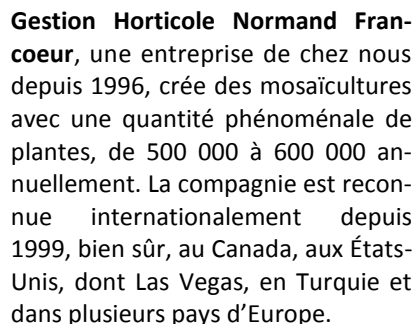 Gestion Horticole Normand Fran-
coeur, une entreprise de chez nous
depuis 1996, crée des mosaïcultures
avec une quantité phénoménale de
plantes, de 500 000 à 600 000 an-
nuellement. La compagnie est recon-
nue internationalement depuis
1999, bien sûr, au Canada, aux États-
Unis, dont Las Vegas, en Turquie et
dans plusieurs pays d’Europe.